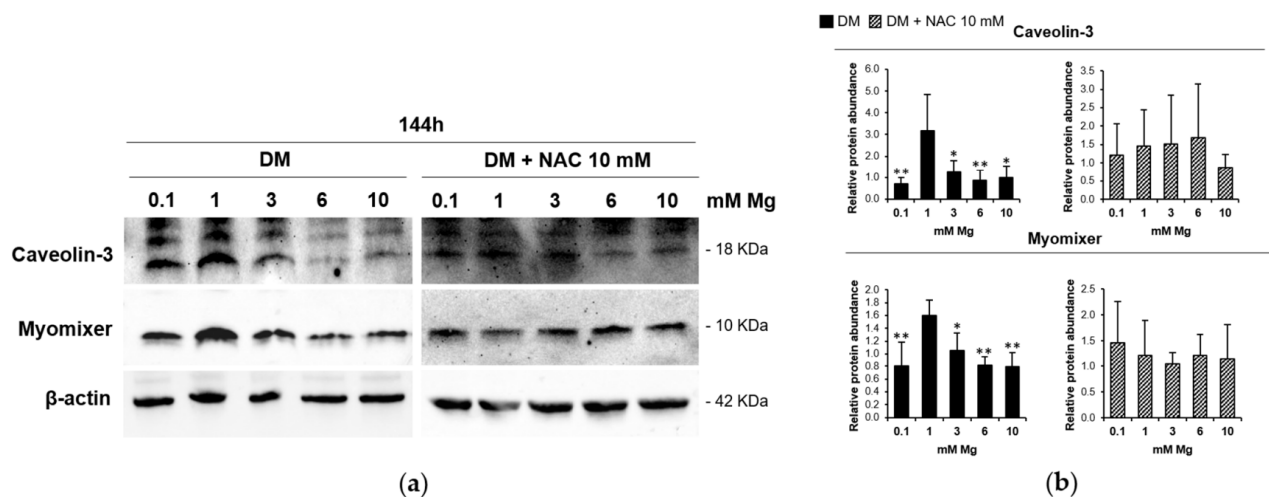 144h
DM DM + NAC 10 mM
0.1 1 3 6 10 0.1 1 3 6 10 mM Mg
Caveolin-3 - 18 KDa
Myomixer - 10 KDa
β-actin - 42 KDa
(a)
DM DM + NAC 10 mM
Caveolin-3
Relative protein abundance
6.0
5.0
4.0
3.0
2.0
1.0
0.0
** * ** *
0.1 1 3 6 10
mM Mg
Relative protein abundance
3.5
3.0
2.5
2.0
1.5
1.0
0.5
0.0
0.1 1 3 6 10
mM Mg
Myomixer
Relative protein abundance
2.0
1.8
1.6
1.4
1.2
1.0
0.8
0.6
0.4
0.2
0.0
** * ** **
0.1 1 3 6 10
mM Mg
Relative protein abundance
2.5
2.0
1.5
1.0
0.5
0.0
0.1 1 3 6 10
mM Mg
(b)